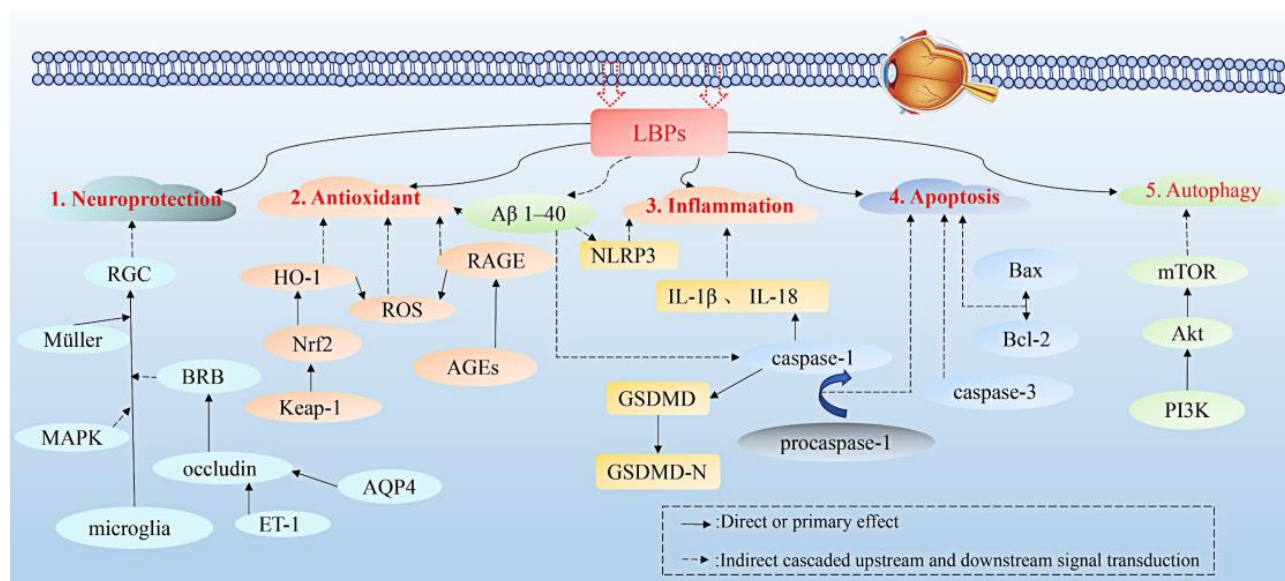 LBPs
1. Neuroprotection
2. Antioxidant
3. Inflammation
4. Apoptosis
5. Autophagy
Aβ 1–40
NLRP3
RGC
HO-1
RAGE
ROS
IL-1β 、 IL-18
Bax
Bcl-2
mTOR
Müller
Nrf2
AGEs
caspase-1
Akt
BRB
Keap-1
GSDMD
caspase-3
PI3K
MAPK
procaspase-1
occludin
AQP4
GSDMD-N
microglia
ET-1
:Direct or primary effect
:Indirect cascaded upstream and downstream signal transduction